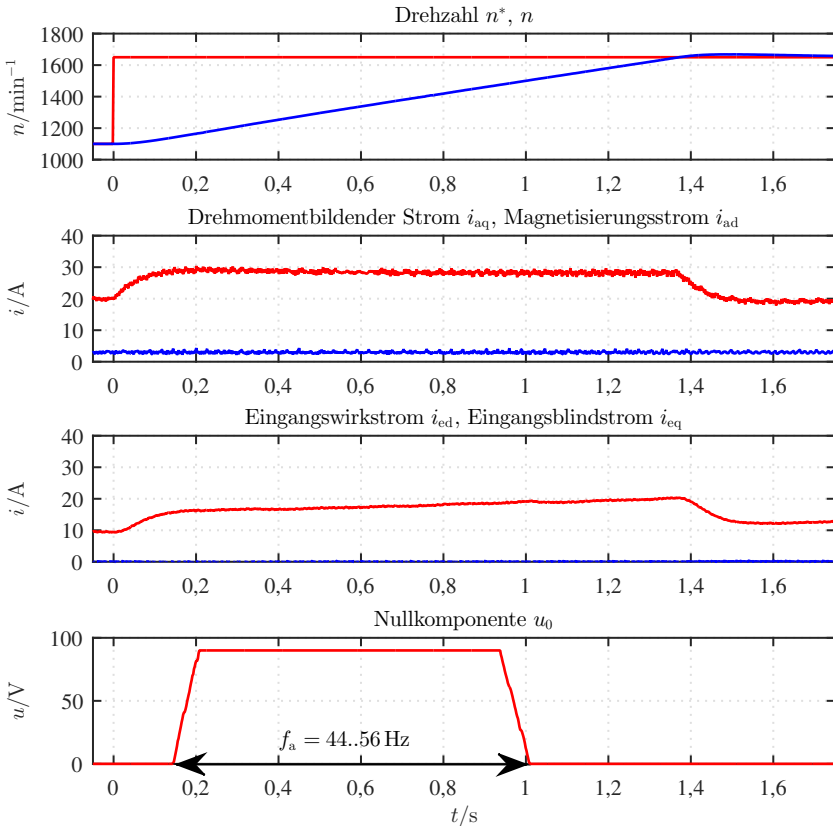 Drehzahl n*, n
n/min⁻¹
1800
1600
1400
1200
1000
0 0,2 0,4 0,6 0,8 1 1,2 1,4 1,6
Drehmomentbildender Strom i_aq, Magnetisierungsstrom i_ad
i/A
40
30
20
10
0
0 0,2 0,4 0,6 0,8 1 1,2 1,4 1,6
Eingangswirkstrom i_ed, Eingangsblindstrom i_eq
i/A
40
30
20
10
0
0 0,2 0,4 0,6 0,8 1 1,2 1,4 1,6
Nullkomponente u_0
u/V
100
50
0
f_a = 44..56 Hz
0 0,2 0,4 0,6 0,8 1 1,2 1,4 1,6
t/s